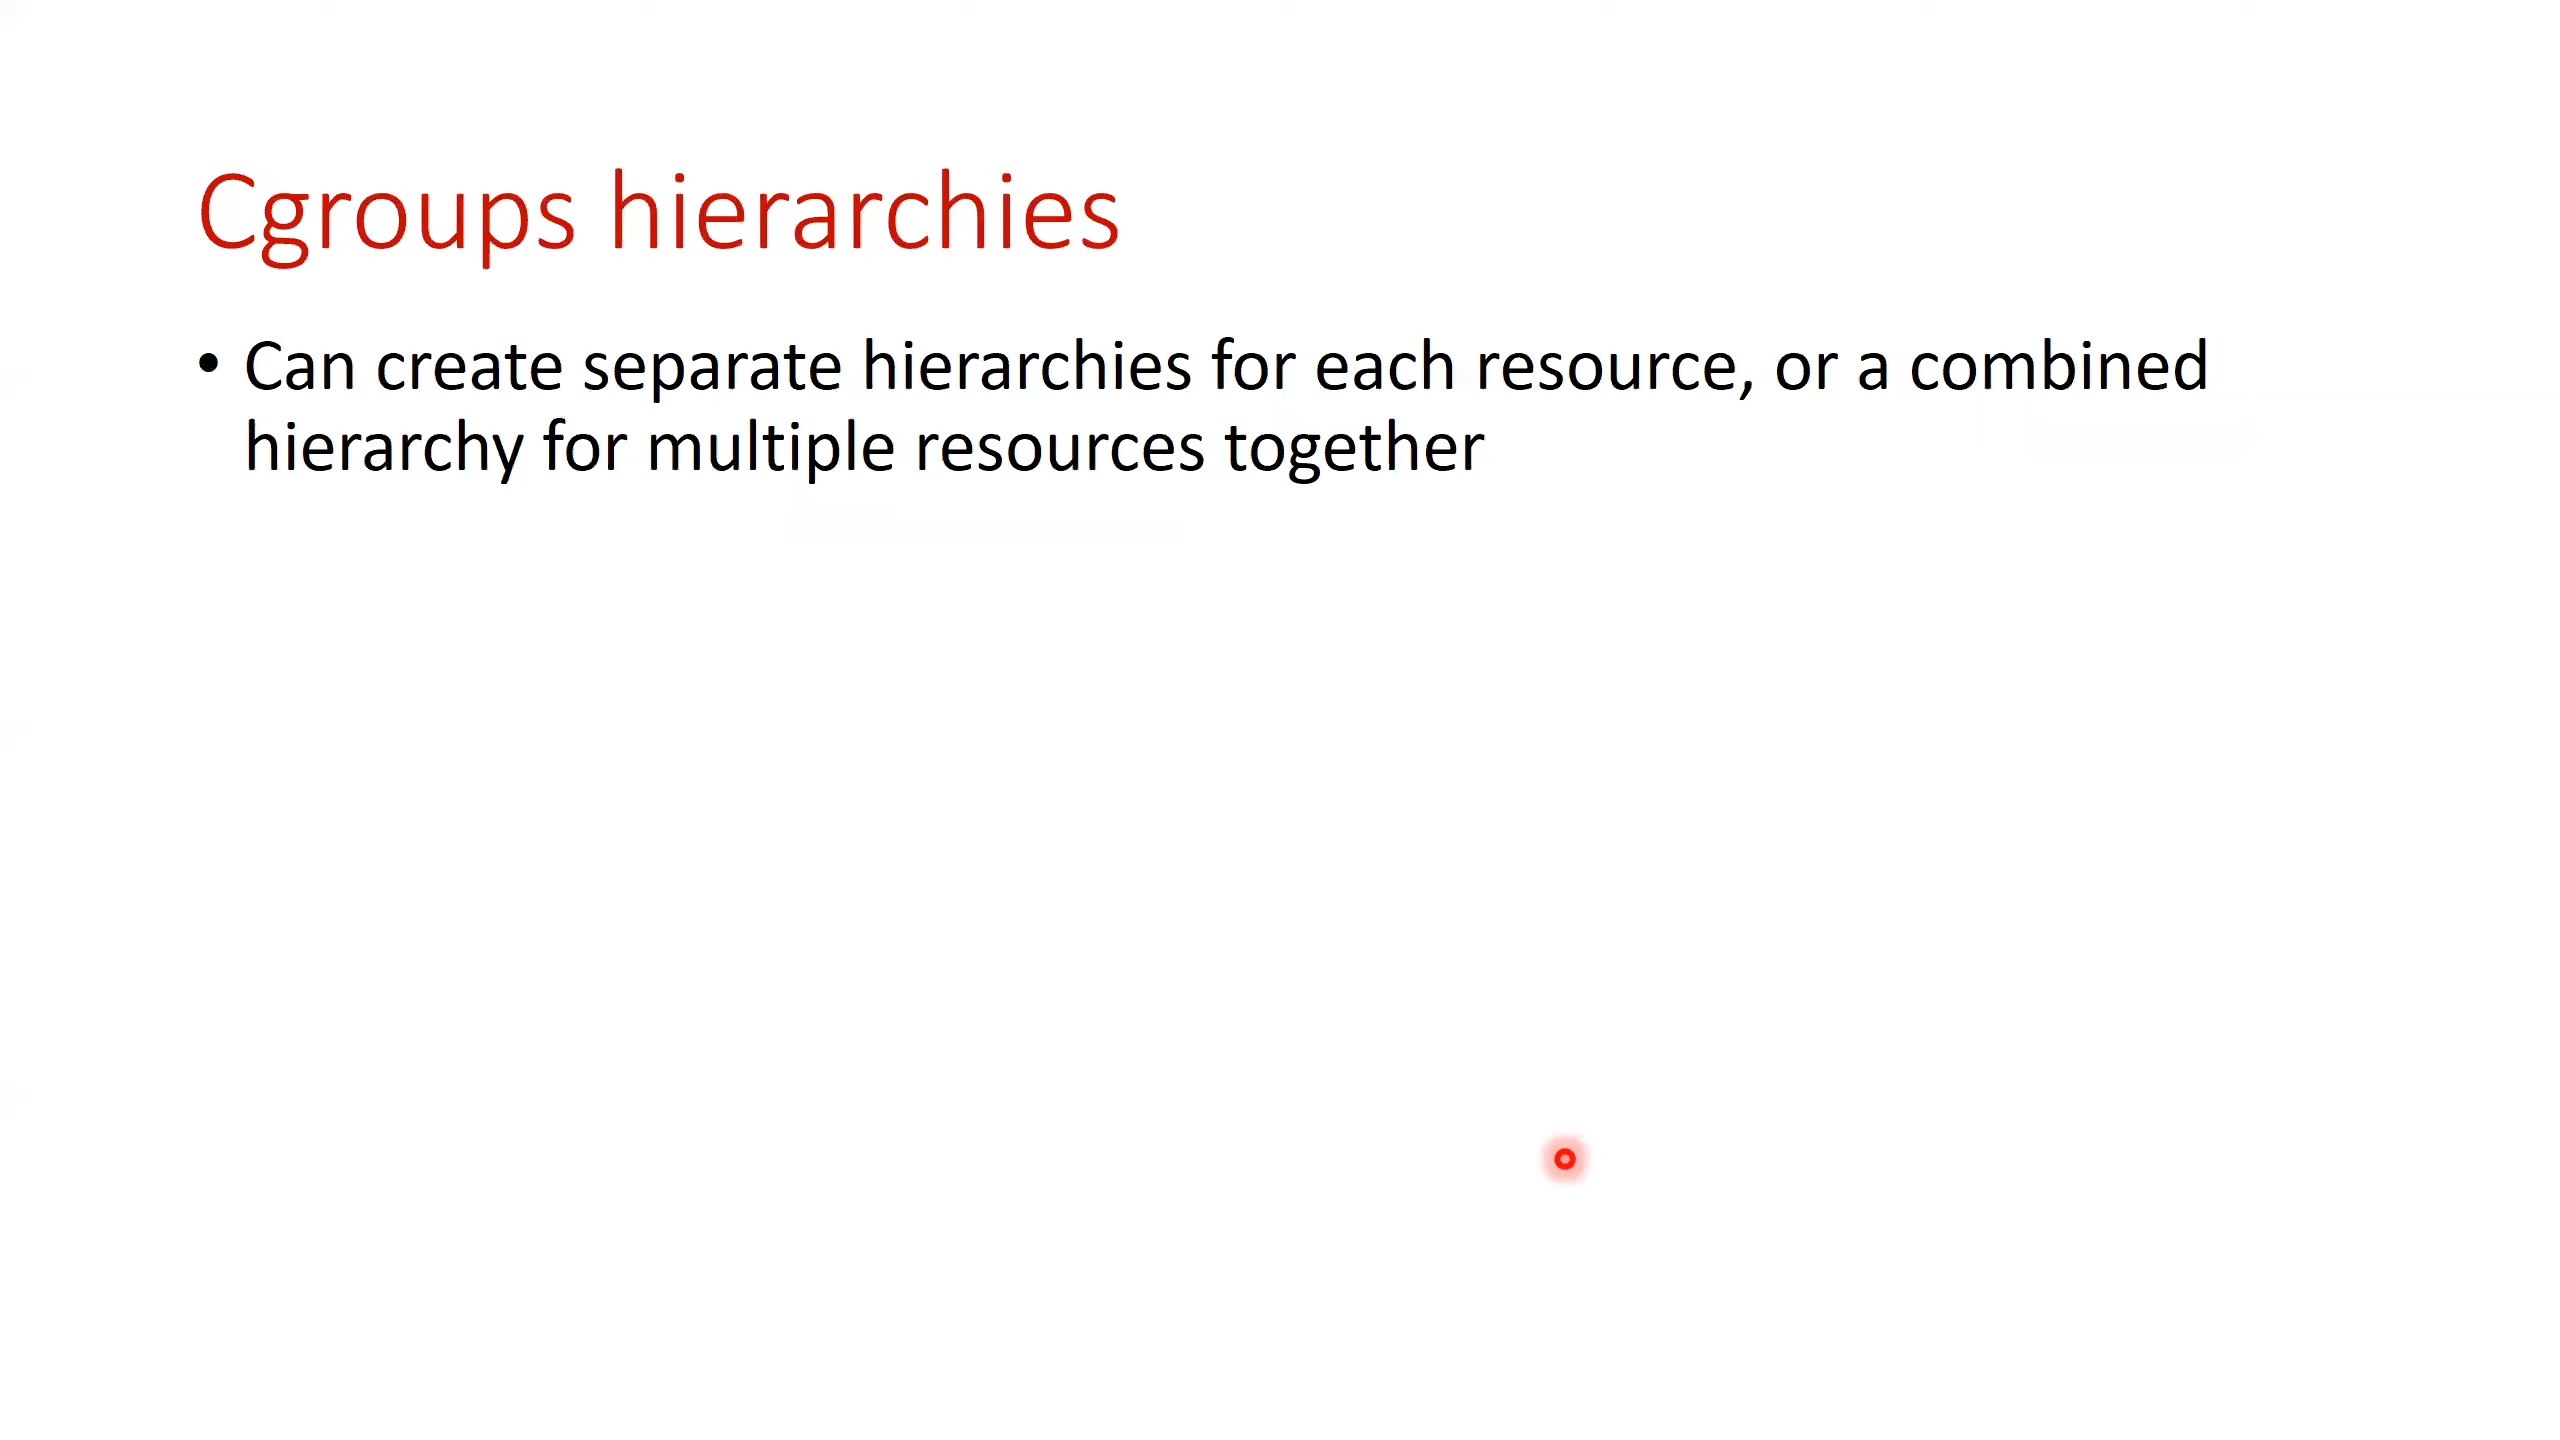 Cgroups hierarchies
• Can create separate hierarchies for each resource, or a combined
hierarchy for multiple resources together